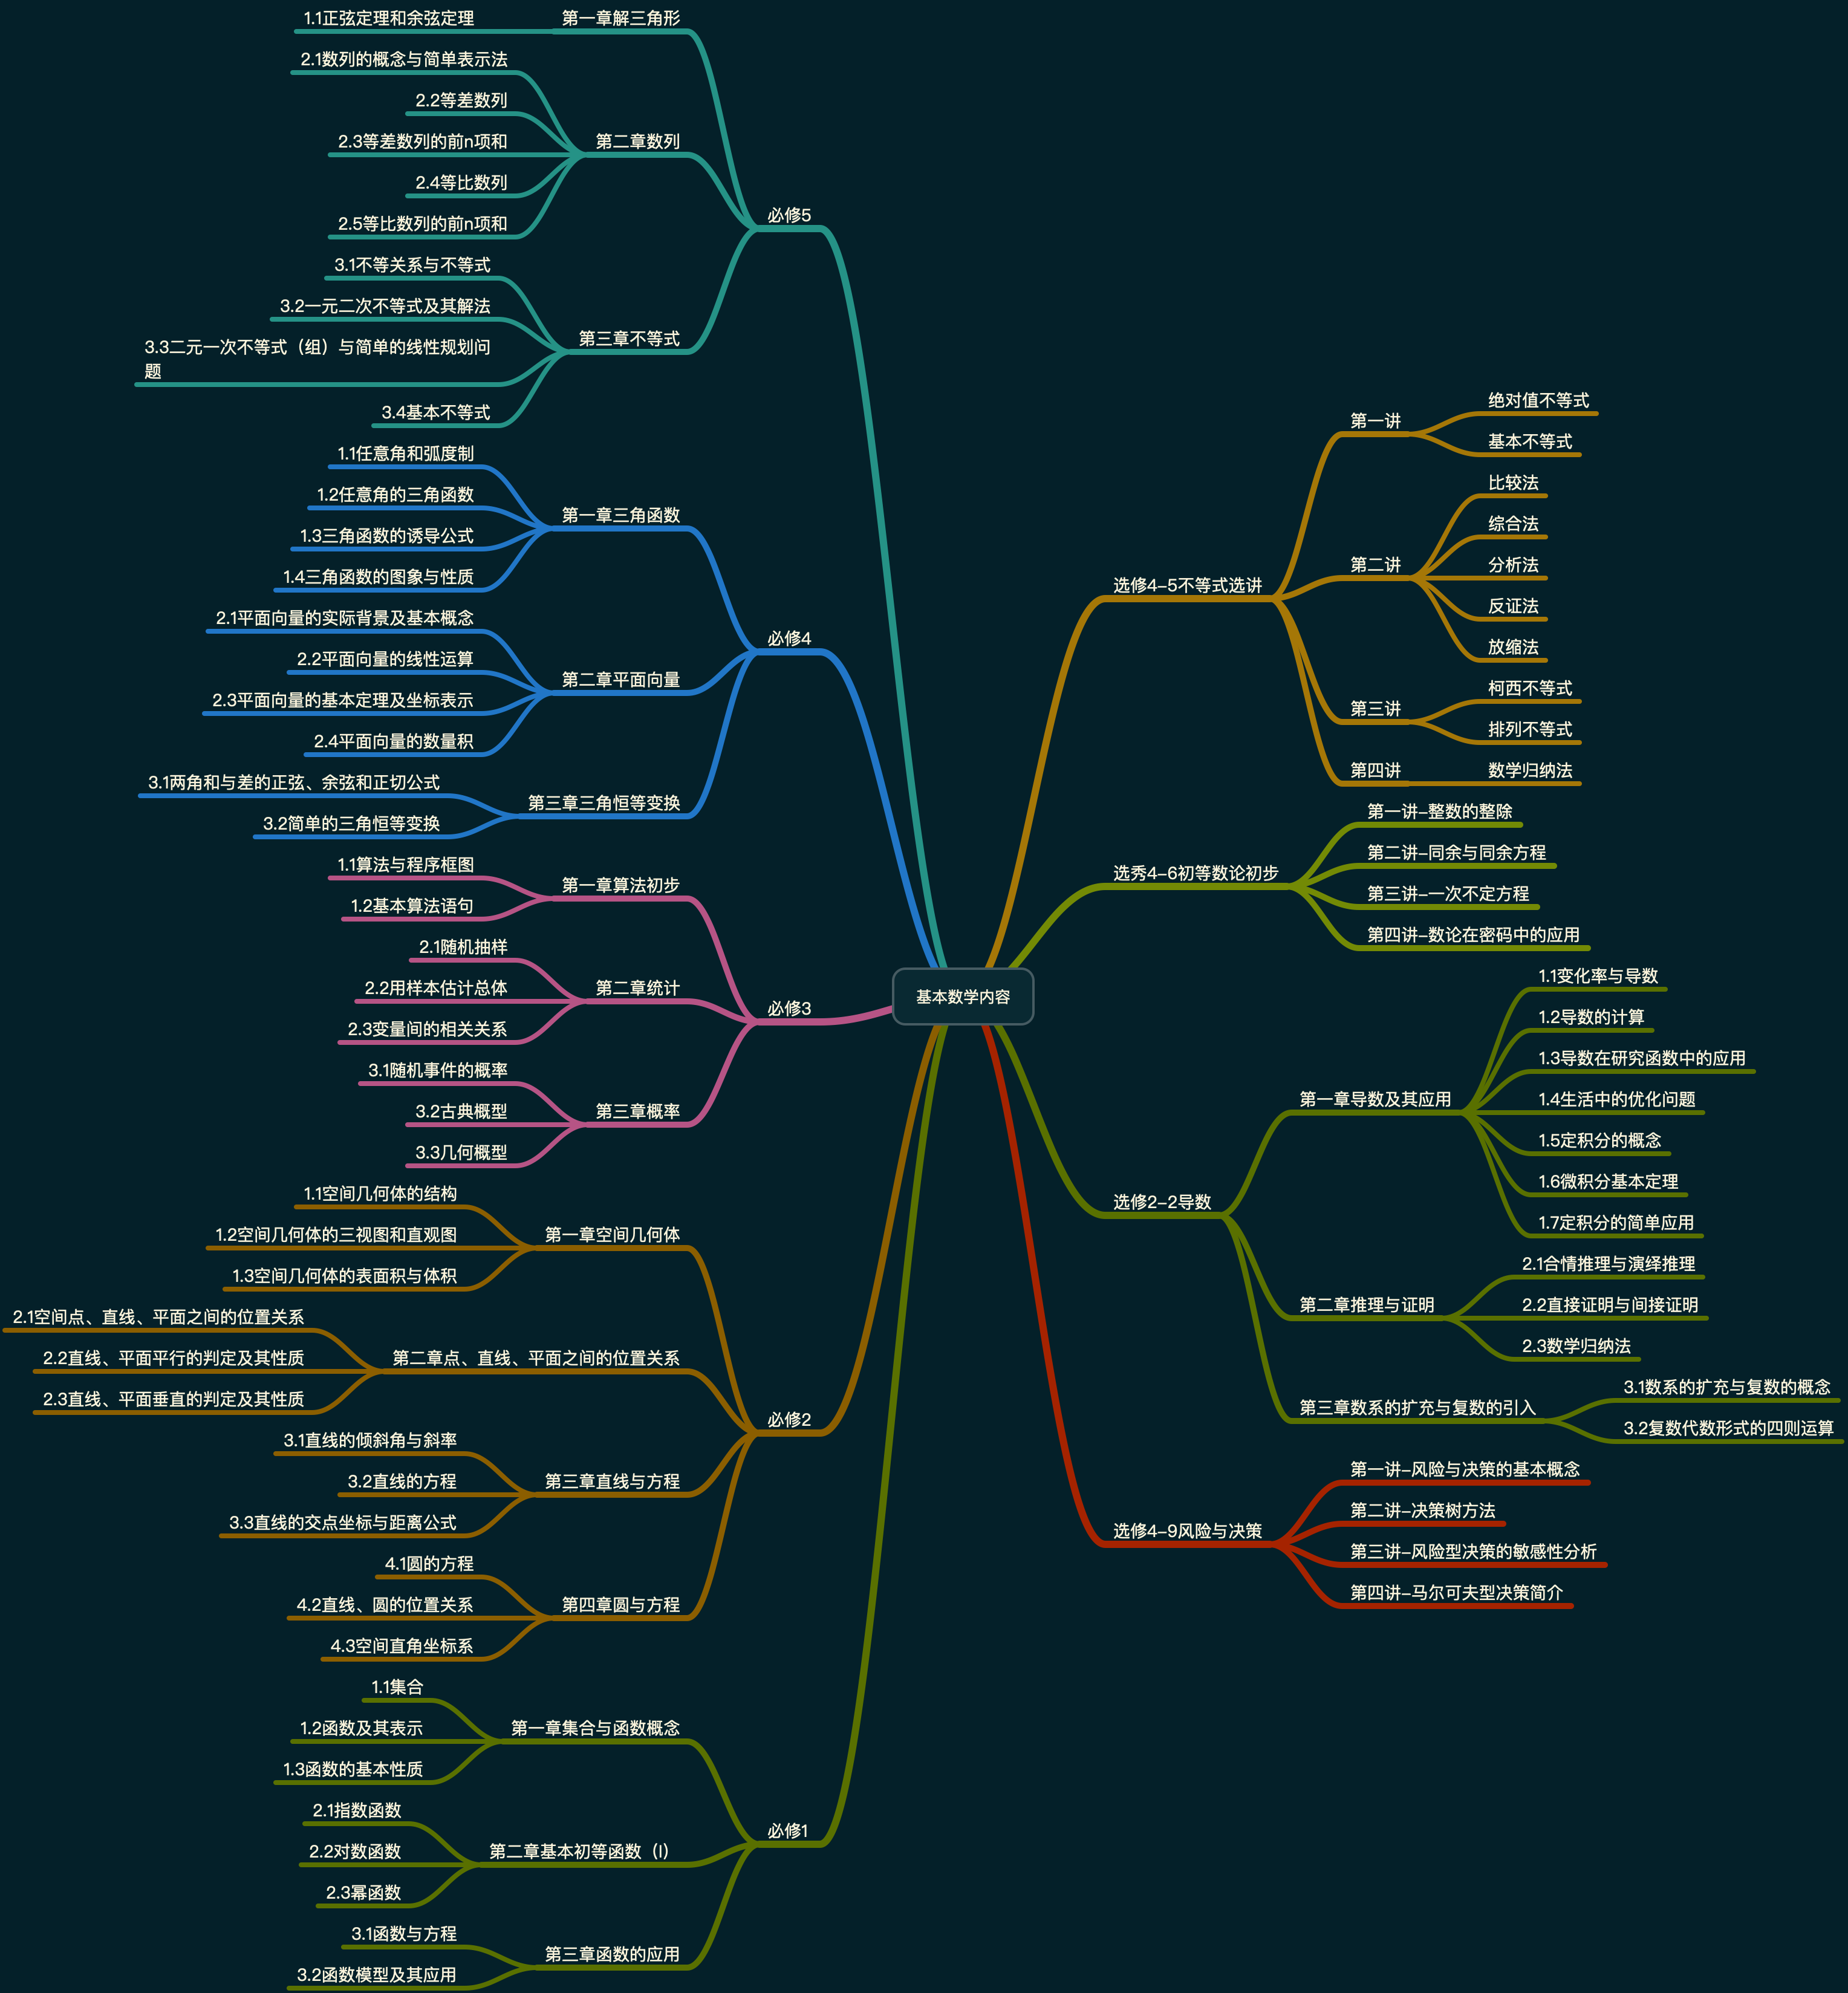 基本数学内容
必修5
第一章解三角形
1.1正弦定理和余弦定理
第二章数列
2.1数列的概念与简单表示法
2.2等差数列
2.3等差数列的前n项和
2.4等比数列
2.5等比数列的前n项和
第三章不等式
3.1不等关系与不等式
3.2一元二次不等式及其解法
3.3二元一次不等式（组）与简单的线性规划问
题
3.4基本不等式
必修4
第一章三角函数
1.1任意角和弧度制
1.2任意角的三角函数
1.3三角函数的诱导公式
1.4三角函数的图象与性质
第二章平面向量
2.1平面向量的实际背景及基本概念
2.2平面向量的线性运算
2.3平面向量的基本定理及坐标表示
2.4平面向量的数量积
第三章三角恒等变换
3.1两角和与差的正弦、余弦和正切公式
3.2简单的三角恒等变换
必修3
第一章算法初步
1.1算法与程序框图
1.2基本算法语句
第二章统计
2.1随机抽样
2.2用样本估计总体
2.3变量间的相关关系
第三章概率
3.1随机事件的概率
3.2古典概型
3.3几何概型
必修2
第一章空间几何体
1.1空间几何体的结构
1.2空间几何体的三视图和直观图
1.3空间几何体的表面积与体积
第二章点、直线、平面之间的位置关系
2.1空间点、直线、平面之间的位置关系
2.2直线、平面平行的判定及其性质
2.3直线、平面垂直的判定及其性质
第三章直线与方程
3.1直线的倾斜角与斜率
3.2直线的方程
3.3直线的交点坐标与距离公式
第四章圆与方程
4.1圆的方程
4.2直线、圆的位置关系
4.3空间直角坐标系
必修1
第一章集合与函数概念
1.1集合
1.2函数及其表示
1.3函数的基本性质
第二章基本初等函数（I）
2.1指数函数
2.2对数函数
2.3幂函数
第三章函数的应用
3.1函数与方程
3.2函数模型及其应用
选修4-5不等式选讲
第一讲
绝对值不等式
基本不等式
第二讲
比较法
综合法
分析法
反证法
放缩法
第三讲
柯西不等式
排列不等式
第四讲
数学归纳法
选秀4-6初等数论初步
第一讲-整数的整除
第二讲-同余与同余方程
第三讲-一次不定方程
第四讲-数论在密码中的应用
选修2-2导数
第一章导数及其应用
1.1变化率与导数
1.2导数的计算
1.3导数在研究函数中的应用
1.4生活中的优化问题
1.5定积分的概念
1.6微积分基本定理
1.7定积分的简单应用
第二章推理与证明
2.1合情推理与演绎推理
2.2直接证明与间接证明
2.3数学归纳法
第三章数系的扩充与复数的引入
3.1数系的扩充与复数的概念
3.2复数代数形式的四则运算
选修4-9风险与决策
第一讲-风险与决策的基本概念
第二讲-决策树方法
第三讲-风险型决策的敏感性分析
第四讲-马尔可夫型决策简介